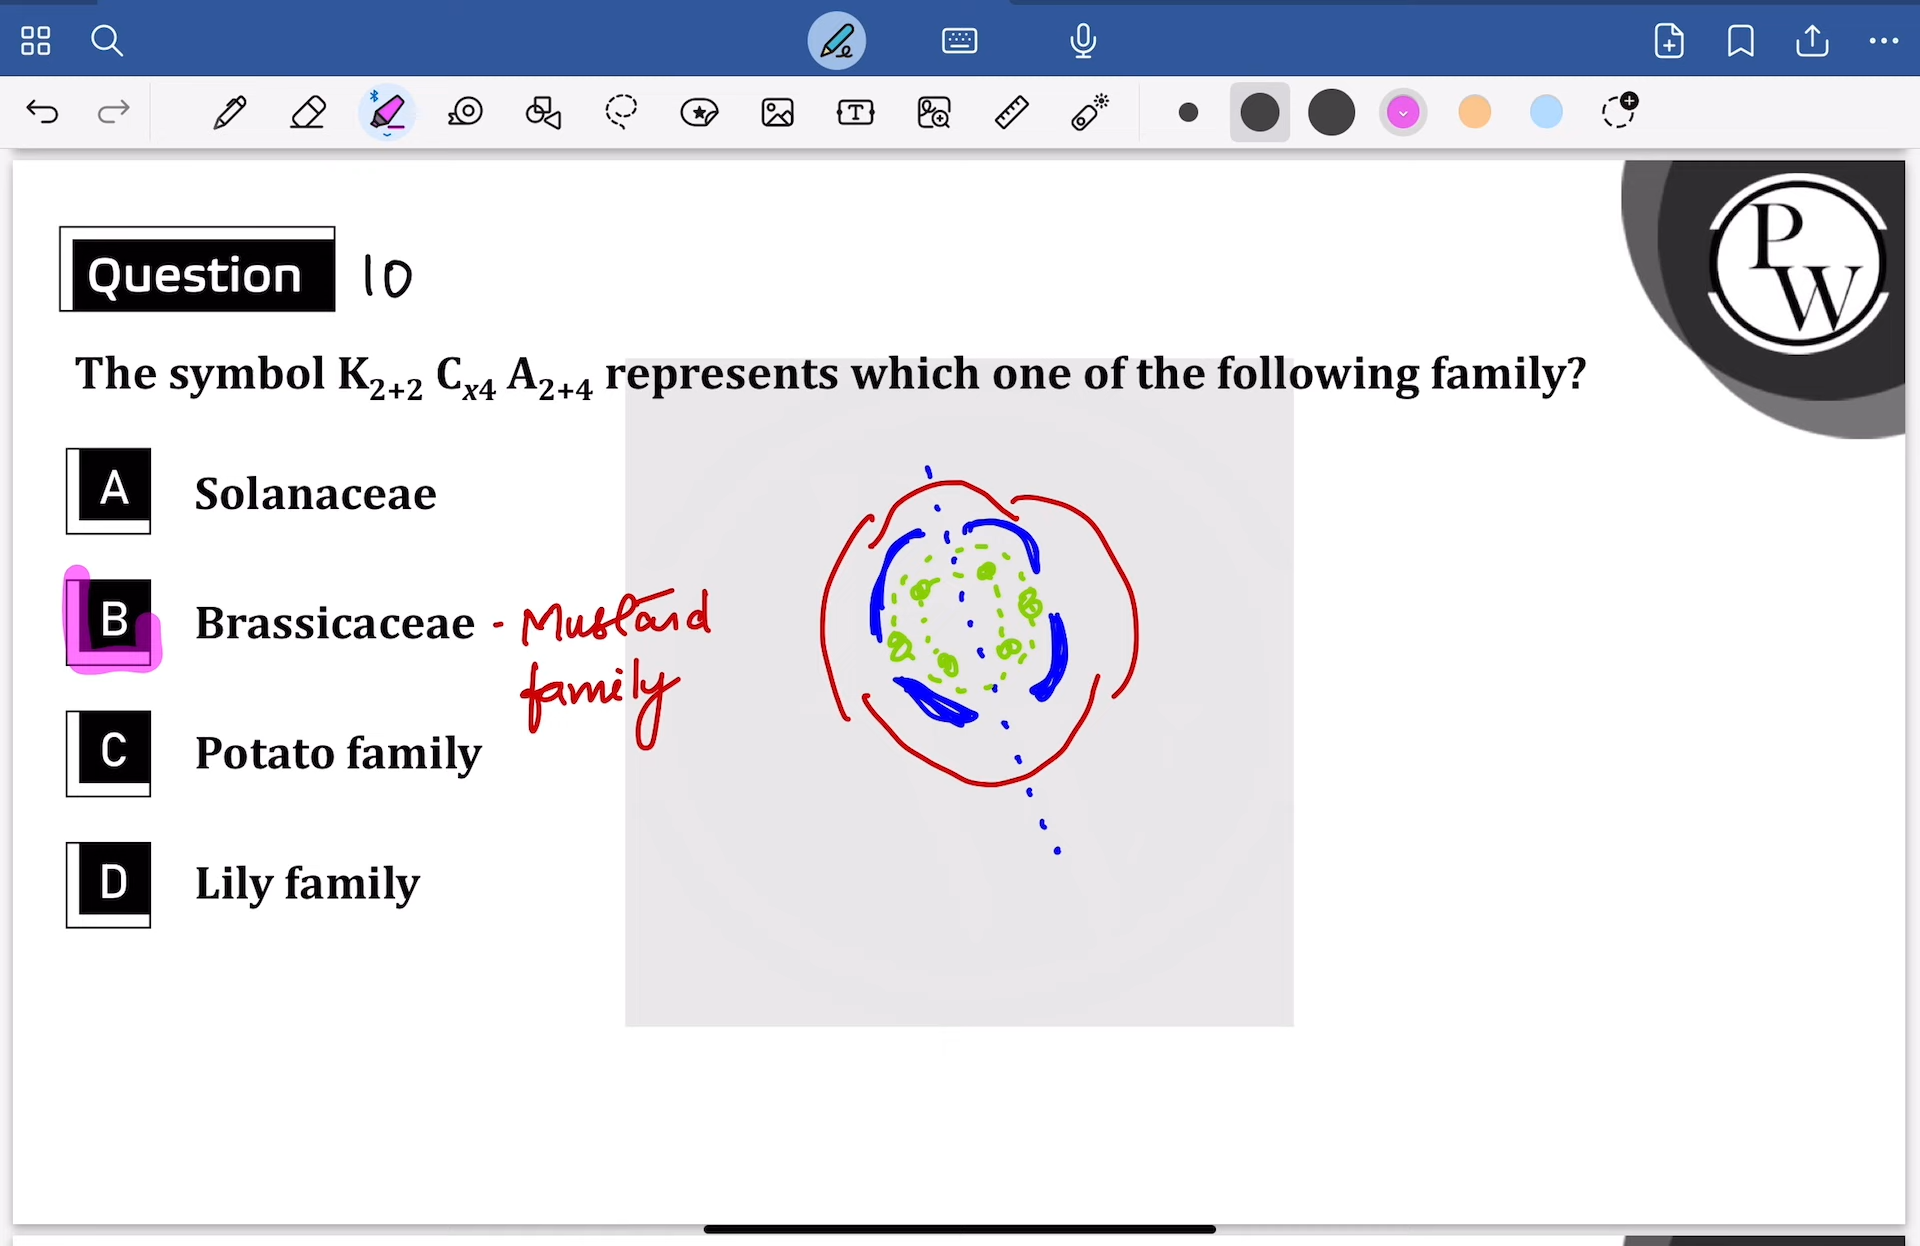 Question 10
PW
The symbol K₂₊₂ Cₓ₄ A₂₊₄ represents which one of the following family?
A Solanaceae
B Brassicaceae - Mustard
family
C Potato family
D Lily family